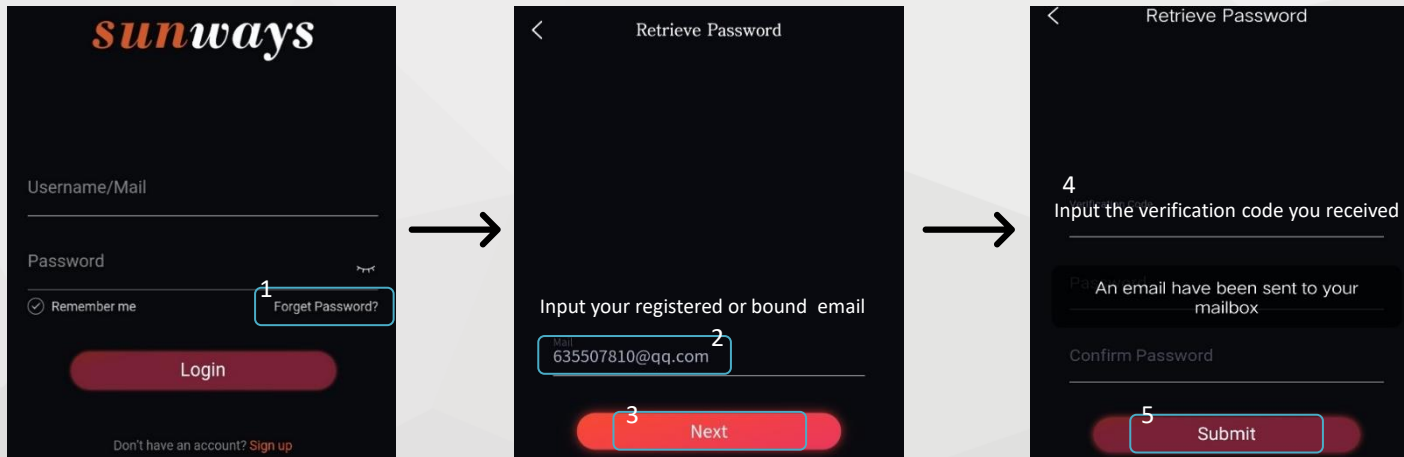 sunways
Username/Mail
Password
1
Remember me
Forget Password?
Login
Don't have an account? Sign up
Retrieve Password
Input your registered or bound email
Mail
2
635507810@qq.com
3
Next
Retrieve Password
4
Verification Code
Input the verification code you received
An email have been sent to your
mailbox
Confirm Password
5
Submit